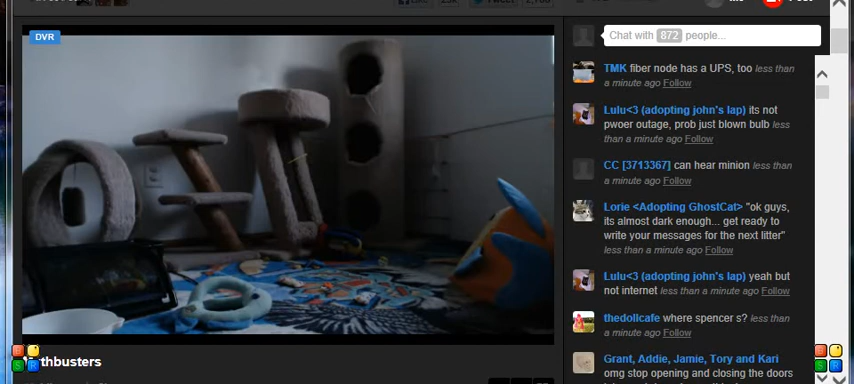 DVR
Chat with 872 people...
TMK fiber node has a UPS, too less than
a minute ago Follow
Lulu<3 (adopting john's lap) its not
pwoer outage, prob just blown bulb less
than a minute ago Follow
CC [3713367] can hear minion less than
a minute ago Follow
Lorie <Adopting GhostCat> "ok guys,
its almost dark enough... get ready to
write your messages for the next litter"
less than a minute ago Follow
Lulu<3 (adopting john's lap) yeah but
not internet less than a minute ago Follow
thedollcafe where spencer s? less than
a minute ago Follow
thbusters
Grant, Addie, Jamie, Tory and Kari
omg stop opening and closing the doors